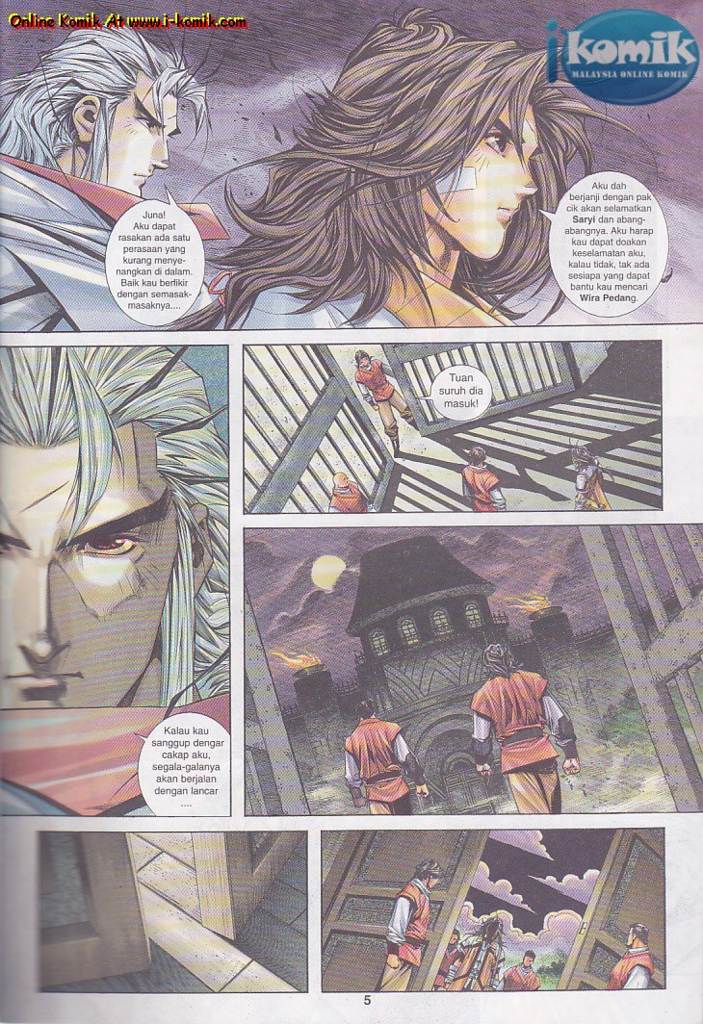 Online Komik At www.i-komik.com
i komik
MALAYSIA ONLINE KOMIK
Juna!
Aku dapat
rasakan ada satu
perasaan yang
kurang menye-
nangkan di dalam.
Baik kau berfikir
dengan semasak-
masaknya....
Aku dah
berjanji dengan pak
cik akan selamatkan
Saryi dan abang-
abangnya. Aku harap
kau dapat doakan
keselamatan aku,
kalau tidak, tak ada
sesiapa yang dapat
bantu kau mencari
Wira Pedang.
Tuan
suruh dia
masuk!
Kalau kau
sanggup dengar
cakap aku,
segala-galanya
akan berjalan
dengan lancar
....
5